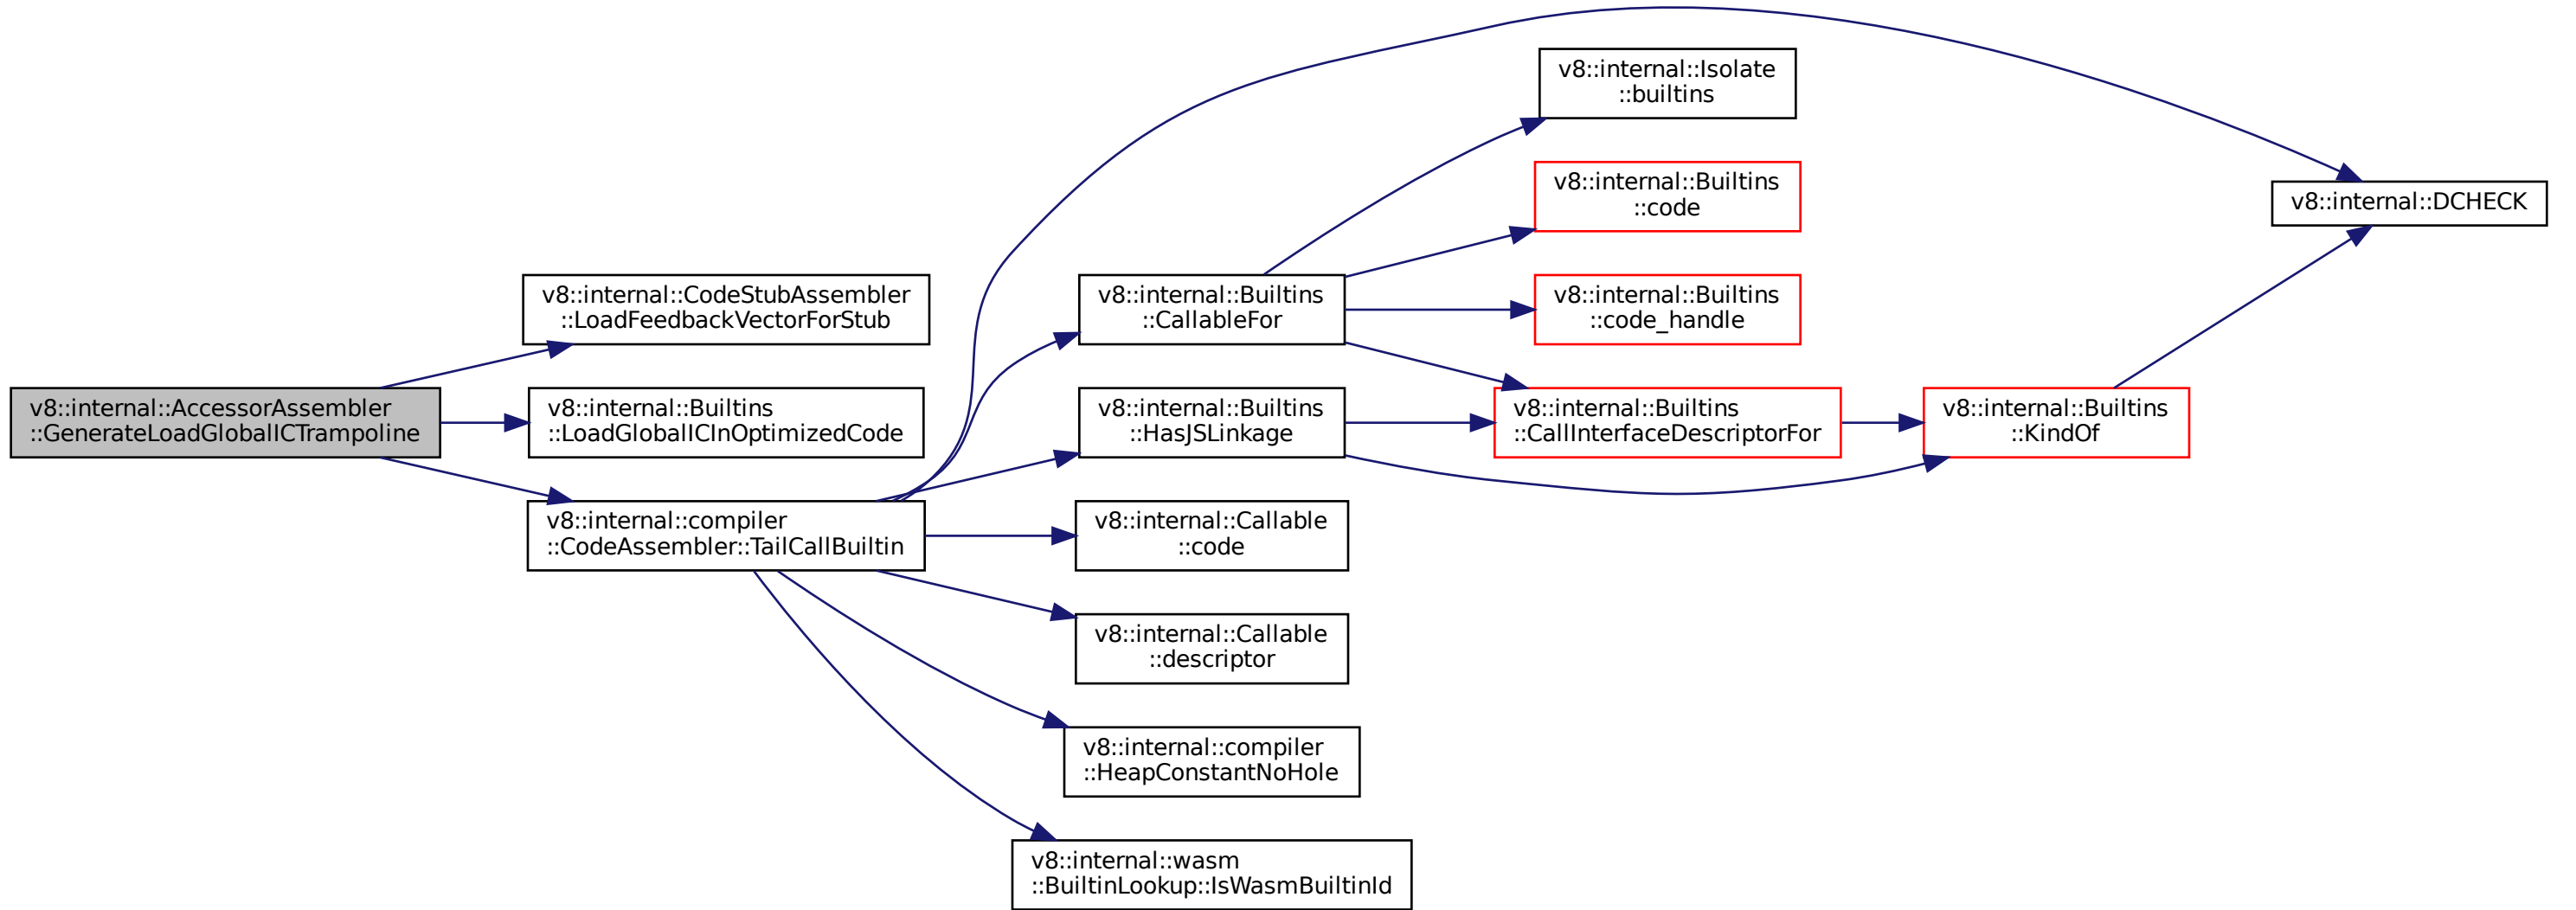 v8::internal::AccessorAssembler
::GenerateLoadGlobalICTrampoline
v8::internal::CodeStubAssembler
::LoadFeedbackVectorForStub
v8::internal::Builtins
::LoadGlobalICInOptimizedCode
v8::internal::compiler
::CodeAssembler::TailCallBuiltin
v8::internal::Builtins
::CallableFor
v8::internal::Builtins
::HasJSLinkage
v8::internal::Callable
::code
v8::internal::Callable
::descriptor
v8::internal::compiler
::HeapConstantNoHole
v8::internal::wasm
::BuiltinLookup::IsWasmBuiltinId
v8::internal::Isolate
::builtins
v8::internal::Builtins
::code
v8::internal::Builtins
::code_handle
v8::internal::Builtins
::CallInterfaceDescriptorFor
v8::internal::Builtins
::KindOf
v8::internal::DCHECK